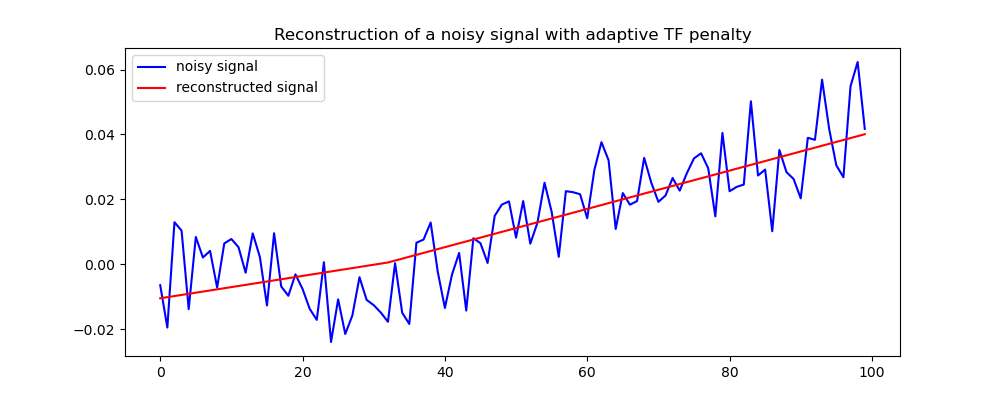 Reconstruction of a noisy signal with adaptive TF penalty
noisy signal
reconstructed signal
0.06
0.04
0.02
0.00
−0.02
0 20 40 60 80 100